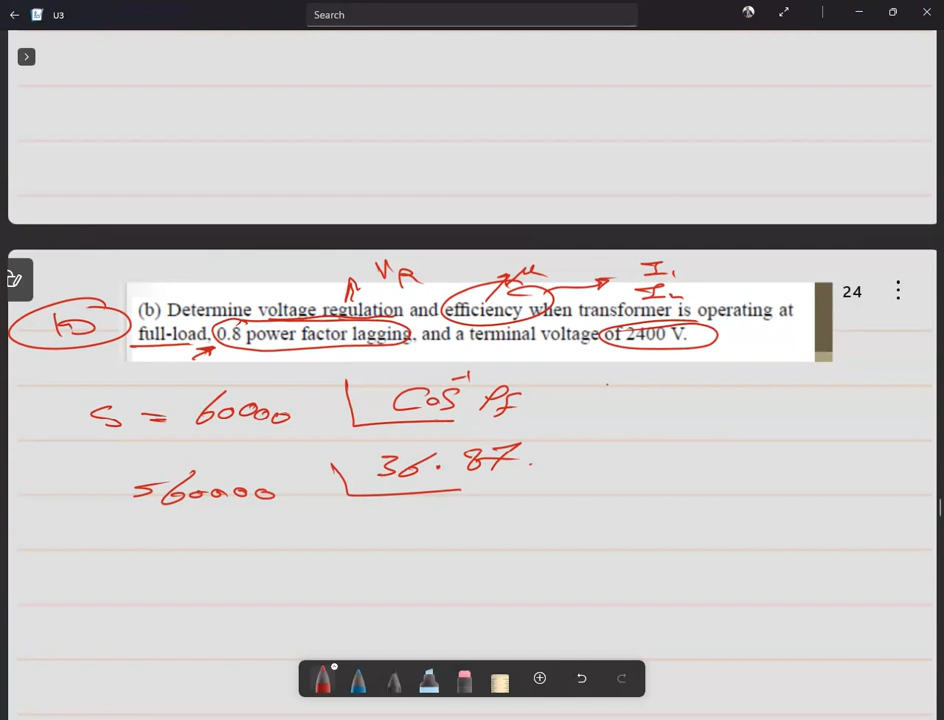 U3
Search
VR
μ
I₁
I₂
24
b
(b) Determine voltage regulation and efficiency when transformer is operating at
full-load, 0.8 power factor lagging, and a terminal voltage of 2400 V.
S = 60000 ∠ Cos⁻¹ Pf
= 60000 ∠ 36.87